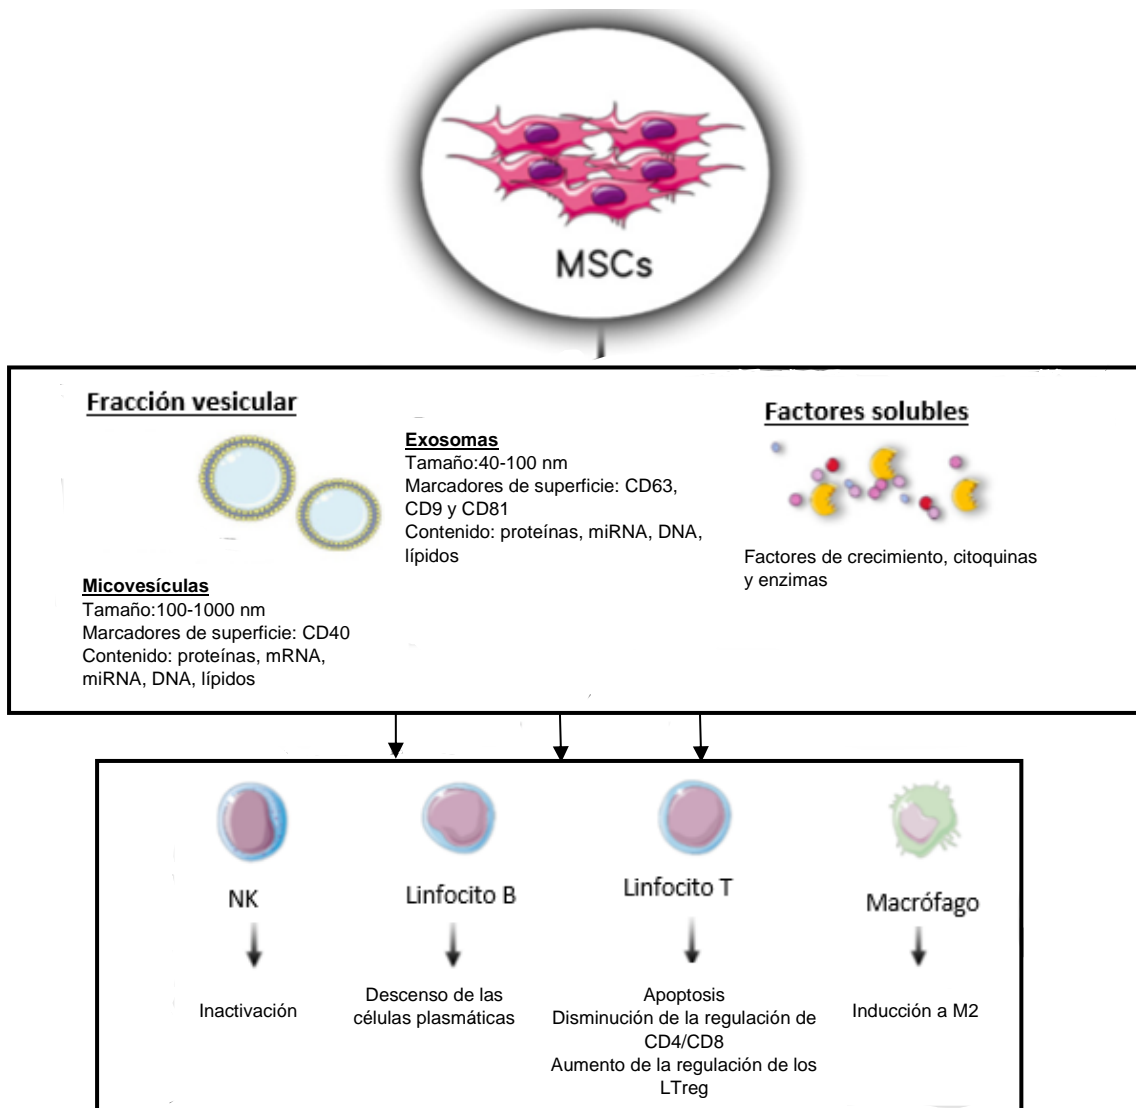 MSCs
Fracción vesicular
Exosomas
Tamaño:40-100 nm
Marcadores de superficie: CD63,
CD9 y CD81
Contenido: proteínas, miRNA, DNA,
lípidos
Micovesículas
Tamaño:100-1000 nm
Marcadores de superficie: CD40
Contenido: proteínas, mRNA,
miRNA, DNA, lípidos
Factores solubles
Factores de crecimiento, citoquinas
y enzimas
NK
Inactivación
Linfocito B
Descenso de las
células plasmáticas
Linfocito T
Apoptosis
Disminución de la regulación de
CD4/CD8
Aumento de la regulación de los
LTreg
Macrófago
Inducción a M2